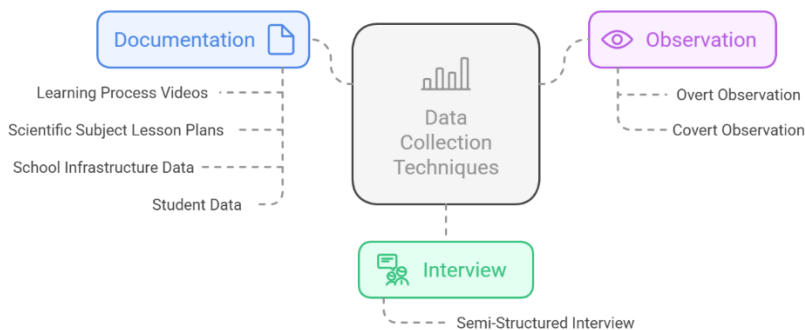 Documentation
Learning Process Videos
Scientific Subject Lesson Plans
School Infrastructure Data
Student Data
Data
Collection
Techniques
Observation
Overt Observation
Covert Observation
Interview
Semi-Structured Interview